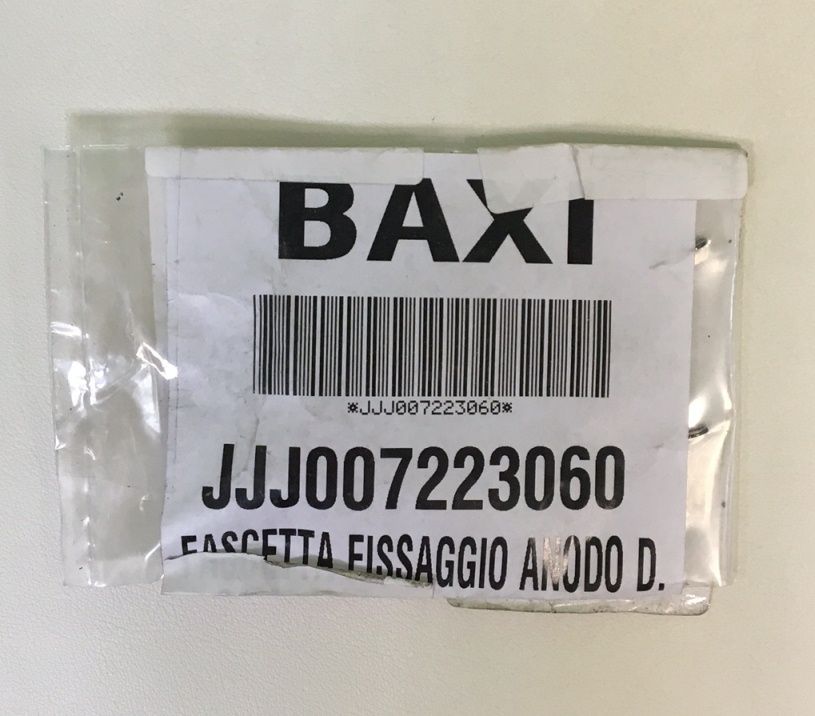 BAXI
*JJJ007223060*
JJJ007223060
FASCETTA FISSAGGIO ANODO D.